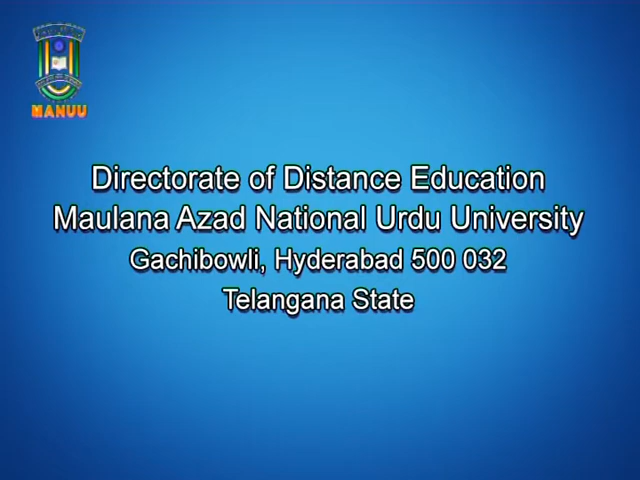 MANUU
Directorate of Distance Education
Maulana Azad National Urdu University
Gachibowli, Hyderabad 500 032
Telangana State